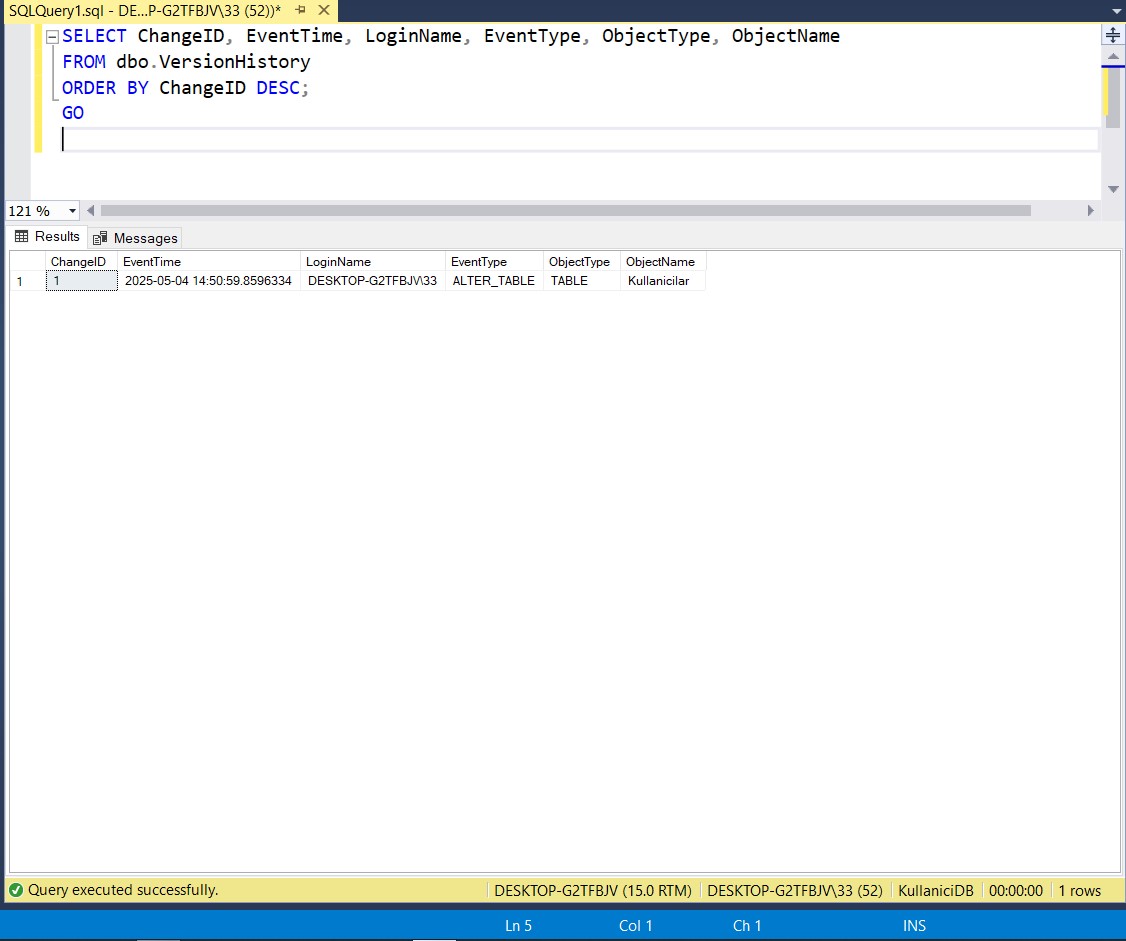 SQLQuery1.sql - DE...P-G2TFBJV\33 (52))*
SELECT ChangeID, EventTime, LoginName, EventType, ObjectType, ObjectName
FROM dbo.VersionHistory
ORDER BY ChangeID DESC;
GO
121 %
Results Messages
ChangeID EventTime LoginName EventType ObjectType ObjectName
1 1 2025-05-04 14:50:59.8596334 DESKTOP-G2TFBJV\33 ALTER_TABLE TABLE Kullanicilar
Query executed successfully. DESKTOP-G2TFBJV (15.0 RTM) DESKTOP-G2TFBJV\33 (52) KullaniciDB 00:00:00 1 rows
Ln 5 Col 1 Ch 1 INS